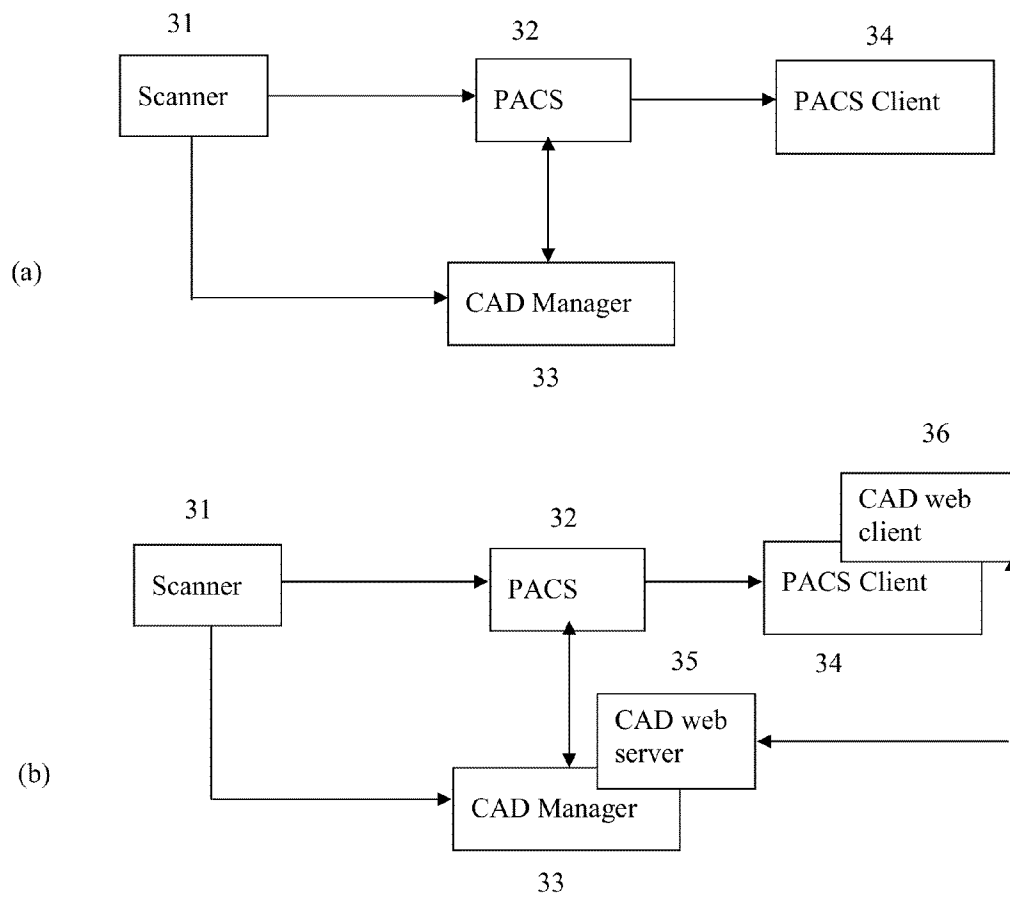 31
32
34
Scanner
PACS
PACS Client
(a)
CAD Manager
33
36
31
32
CAD web
client
Scanner
PACS
PACS Client
35
34
CAD web
server
(b)
CAD Manager
33